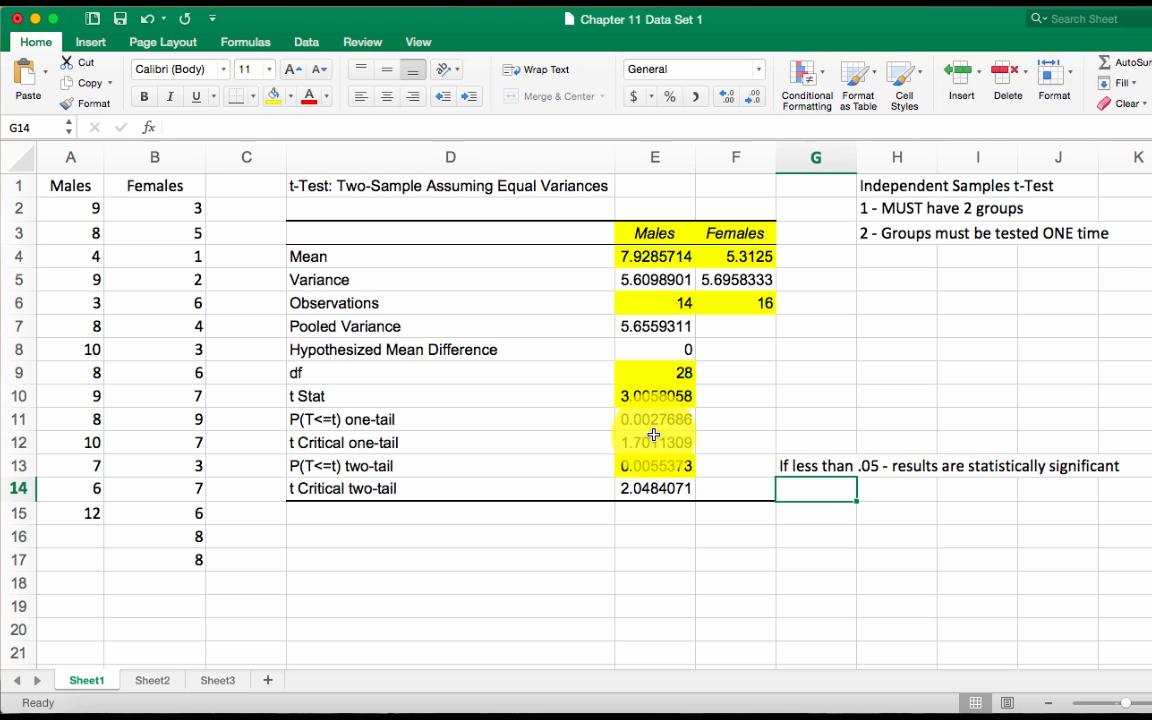 Chapter 11 Data Set 1
Search Sheet
Home Insert Page Layout Formulas Data Review View
Paste Cut Copy Format
Calibri (Body) 11
A A B I U A
Wrap Text
Merge & Center
General
$ % )
Conditional Formatting
Format as Table
Cell Styles
Insert Delete Format
Fill
Clear
G14 fx
A B C D E F G H I J K
1 Males Females t-Test: Two-Sample Assuming Equal Variances Independent Samples t-Test
2 9 3 1 - MUST have 2 groups
3 8 5 Males Females 2 - Groups must be tested ONE time
4 4 1 Mean 7.9285714 5.3125
5 9 2 Variance 5.6098901 5.6958333
6 3 6 Observations 14 16
7 8 4 Pooled Variance 5.6559311
8 10 3 Hypothesized Mean Difference 0
9 8 6 df 28
10 9 7 t Stat 3.0058058
11 8 9 P(T<=t) one-tail 0.0027686
12 10 7 t Critical one-tail 1.7011309
13 7 3 P(T<=t) two-tail 0.0055373 If less than .05 - results are statistically significant
14 6 7 t Critical two-tail 2.0484071
15 12 6
16 8
17 8
18
19
20
21
Sheet1 Sheet2 Sheet3 +
Ready